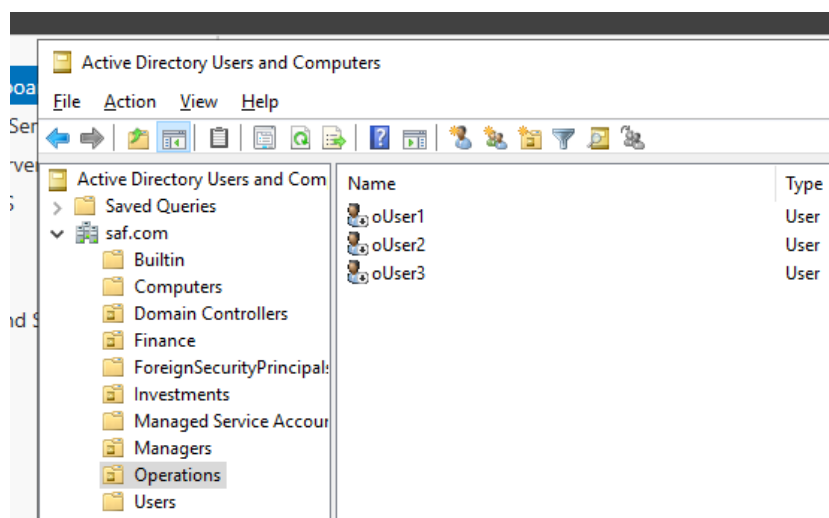 Active Directory Users and Computers
File Action View Help
Active Directory Users and Com
Saved Queries
saf.com
Builtin
Computers
Domain Controllers
Finance
ForeignSecurityPrincipal
Investments
Managed Service Accour
Managers
Operations
Users
Name Type
oUser1 User
oUser2 User
oUser3 User